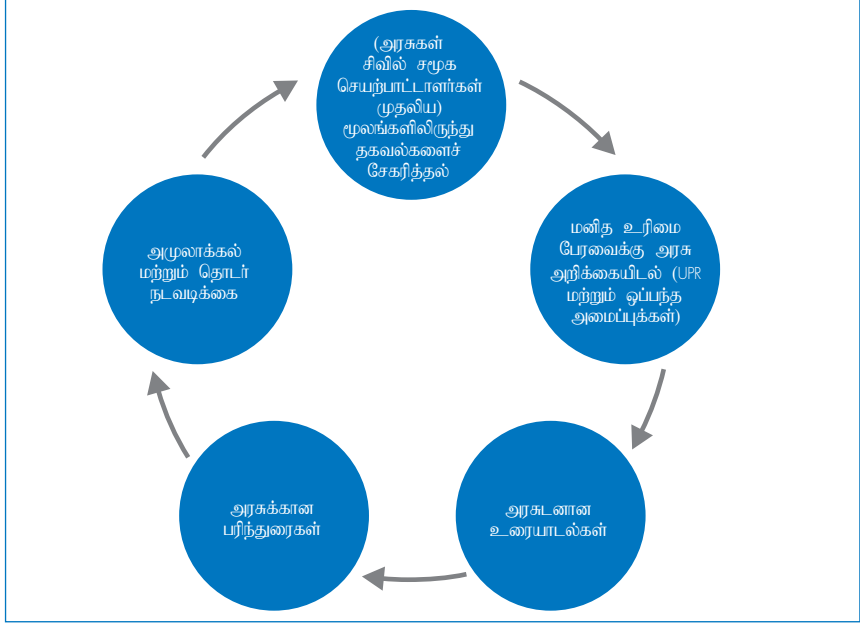 (அரசுகள்
சிவில் சமூக
செயற்பாட்டாளர்கள்
முதலிய)
மூலங்களிலிருந்து
தகவல்களைச்
சேகரித்தல்
மனித உரிமை
பேரவைக்கு அரசு
அறிக்கையிடல் (UPR
மற்றும் ஒப்பந்த
அமைப்புக்கள்)
அரசுடனான
உரையாடல்கள்
அரசுக்கான
பரிந்துரைகள்
அமுலாக்கல்
மற்றும் தொடர்
நடவடிக்கை